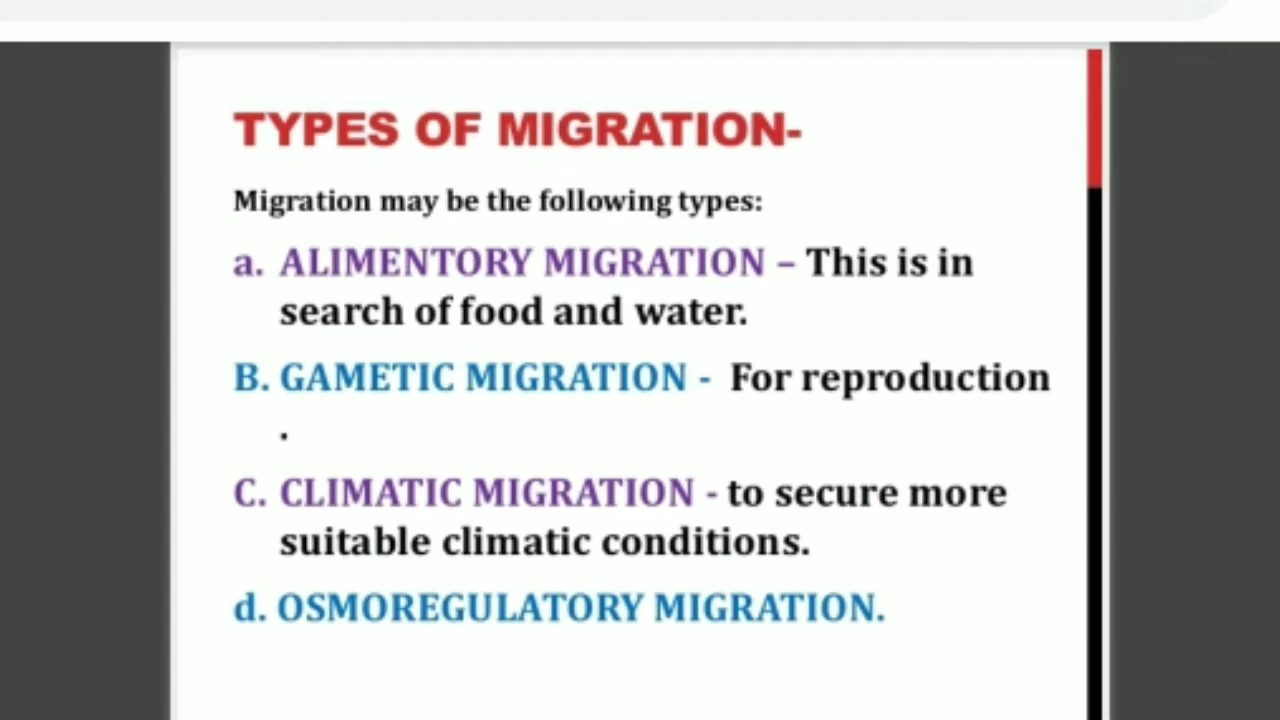 TYPES OF MIGRATION-
Migration may be the following types:
a. ALIMENTORY MIGRATION – This is in
search of food and water.
B. GAMETIC MIGRATION - For reproduction
.
C. CLIMATIC MIGRATION - to secure more
suitable climatic conditions.
d. OSMOREGULATORY MIGRATION.